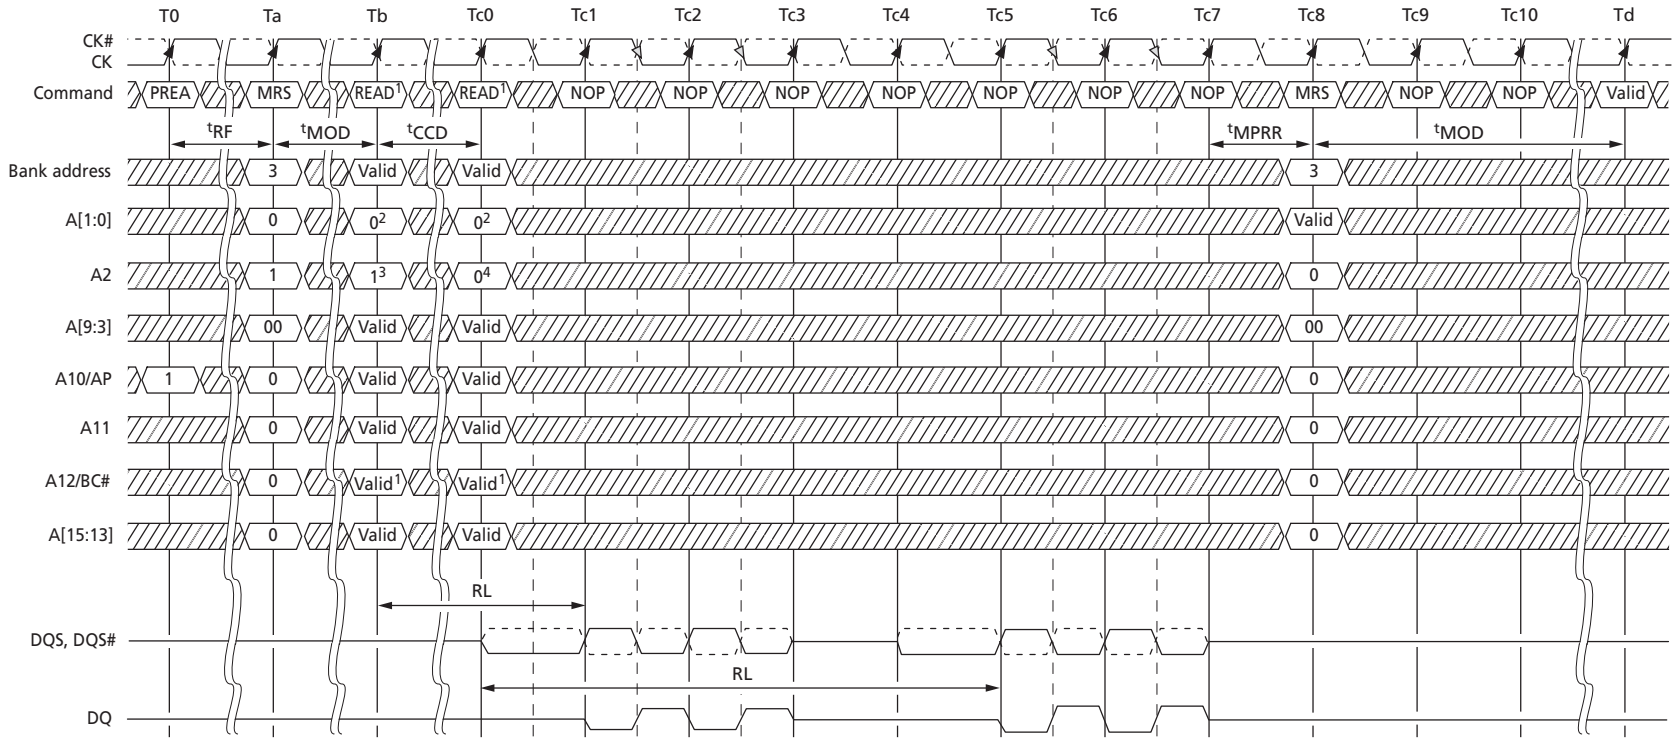 T0 Ta Tb Tc0 Tc1 Tc2 Tc3 Tc4 Tc5 Tc6 Tc7 Tc8 Tc9 Tc10 Td
CK#
CK
Command PREA MRS READ1 READ1 NOP NOP NOP NOP NOP NOP NOP MRS NOP NOP Valid
tRF tMOD tCCD tMPRR tMOD
Bank address 3 Valid Valid 3
A[1:0] 0 02 02 Valid
A2 1 13 04 0
A[9:3] 00 Valid Valid 00
A10/AP 1 0 Valid Valid 0
A11 0 Valid Valid 0
A12/BC# 0 Valid1 Valid1 0
A[15:13] 0 Valid Valid 0
RL
DQS, DQS#
RL
DQ